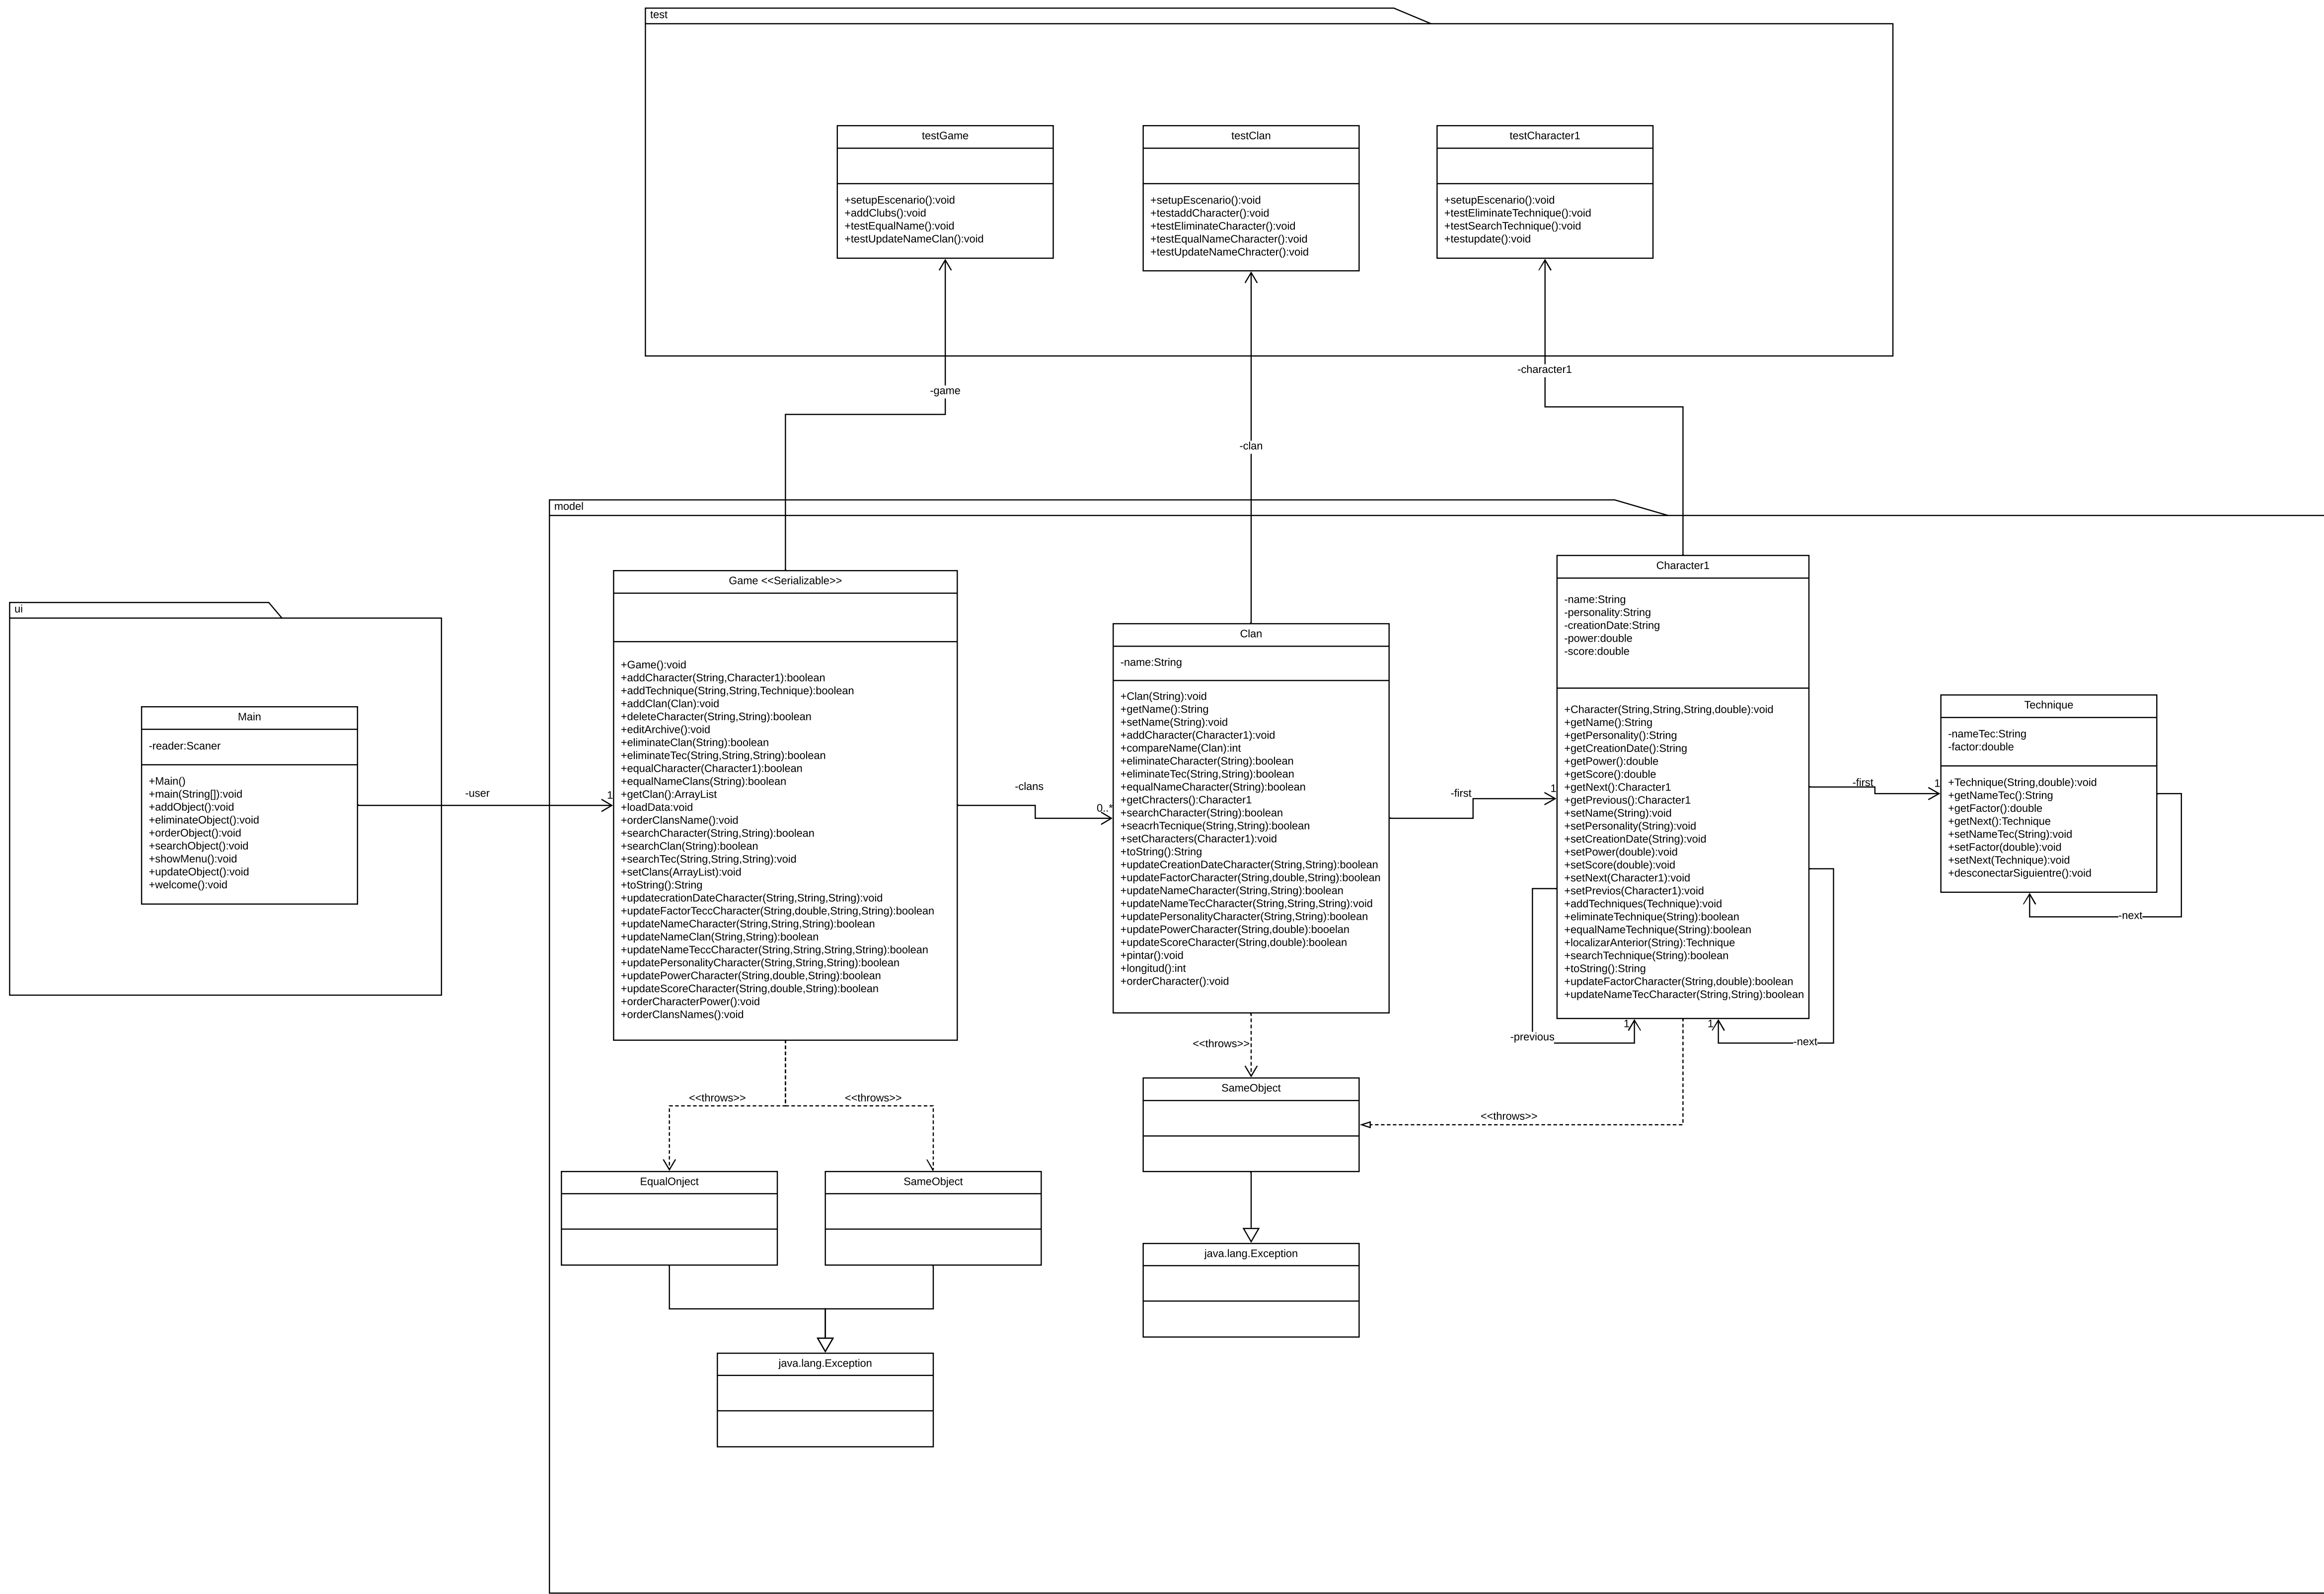 test
testGame
+setupEscenario():void
+addClubs():void
+testEqualName():void
+testUpdateNameClan():void
testClan
+setupEscenario():void
+testaddCharacter():void
+testEliminateCharacter():void
+testEqualNameCharacter():void
+testUpdateNameChracter():void
testCharacter1
+setupEscenario():void
+testEliminateTechnique():void
+testSearchTechnique():void
+testupdate():void
-game
-clan
-character1
ui
Main
-reader:Scaner
+Main()
+main(String[]):void
+addObject():void
+eliminateObject():void
+orderObject():void
+searchObject():void
+showMenu():void
+updateObject():void
+welcome():void
-user
1
model
Game <<Serializable>>
+Game():void
+addCharacter(String,Character1):boolean
+addTechnique(String,String,Technique):boolean
+addClan(Clan):void
+deleteCharacter(String,String):boolean
+editArchive():void
+eliminateClan(String):boolean
+eliminateTec(String,String,String):boolean
+equalCharacter(Character1):boolean
+equalNameClans(String):boolean
+getClan():ArrayList
+loadData:void
+orderClansName():void
+searchCharacter(String,String):boolean
+searchClan(String):boolean
+searchTec(String,String,String):void
+setClans(ArrayList):void
+toString():String
+updatecrationDateCharacter(String,String,String):void
+updateFactorTeccCharacter(String,double,String,String):boolean
+updateNameCharacter(String,String,String):boolean
+updateNameClan(String,String):boolean
+updateNameTeccCharacter(String,String,String,String):boolean
+updatePersonalityCharacter(String,String,String):boolean
+updatePowerCharacter(String,double,String):boolean
+updateScoreCharacter(String,double,String):boolean
+orderCharacterPower():void
+orderClansNames():void
-clans
0..*
Clan
-name:String
+Clan(String):void
+getName():String
+setName(String):void
+addCharacter(Character1):void
+compareName(Clan):int
+eliminateCharacter(String):boolean
+eliminateTec(String,String):boolean
+equalNameCharacter(String):boolean
+getChracters():Character1
+searchCharacter(String):boolean
+seacrhTecnique(String,String):boolean
+setCharacters(Character1):void
+toString():String
+updateCreationDateCharacter(String,String):boolean
+updateFactorCharacter(String,double,String):boolean
+updateNameCharacter(String,String):boolean
+updateNameTecCharacter(String,String,String):void
+updatePersonalityCharacter(String,String):boolean
+updatePowerCharacter(String,double):booelan
+updateScoreCharacter(String,double):boolean
+pintar():void
+longitud():int
+orderCharacter():void
-first
1
Character1
-name:String
-personality:String
-creationDate:String
-power:double
-score:double
+Character(String,String,String,double):void
+getName():String
+getPersonality():String
+getCreationDate():String
+getPower():double
+getScore():double
+getNext():Character1
+getPrevious():Character1
+setName(String):void
+setPersonality(String):void
+setCreationDate(String):void
+setPower(double):void
+setScore(double):void
+setNext(Character1):void
+setPrevios(Character1):void
+addTechniques(Technique):void
+eliminateTechnique(String):boolean
+equalNameTechnique(String):boolean
+localizarAnterior(String):Technique
+searchTechnique(String):boolean
+toString():String
+updateFactorCharacter(String,double):boolean
+updateNameTecCharacter(String,String):boolean
-first
1
Technique
-nameTec:String
-factor:double
+Technique(String,double):void
+getNameTec():String
+getFactor():double
+getNext():Technique
+setNameTec(String):void
+setFactor(double):void
+setNext(Technique):void
+desconectarSiguientre():void
-next
-previous
1
1
-next
<<throws>>
<<throws>>
<<throws>>
<<throws>>
EqualOnject
SameObject
java.lang.Exception
SameObject
java.lang.Exception